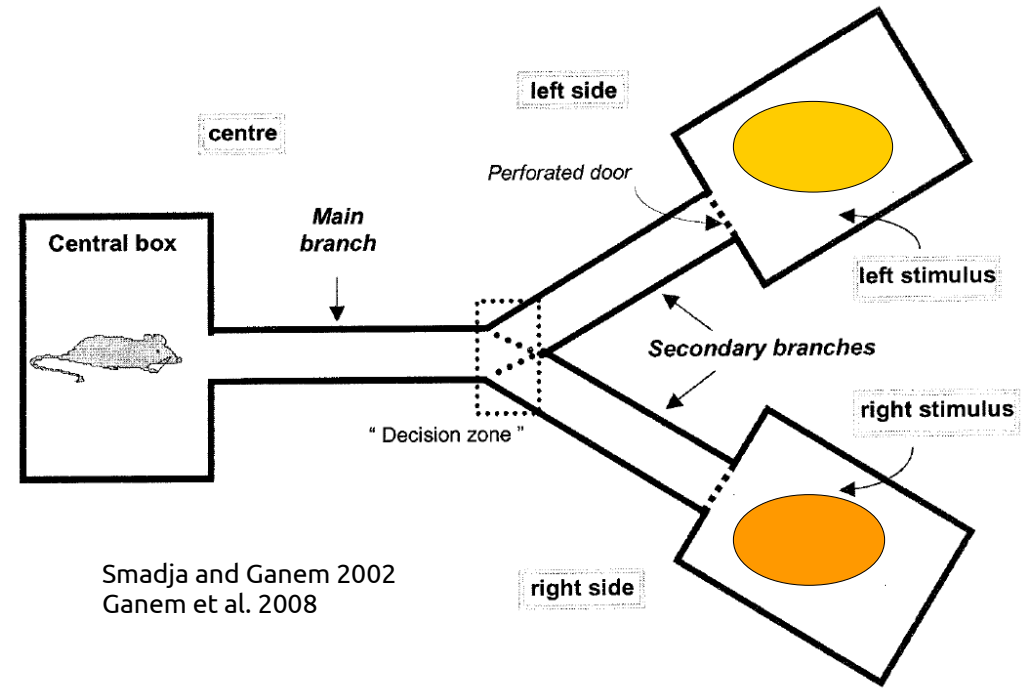 left side
centre
Perforated door
Main
branch
Central box
left stimulus
Secondary branches
right stimulus
“ Decision zone ”
Smadja and Ganem 2002
Ganem et al. 2008
right side